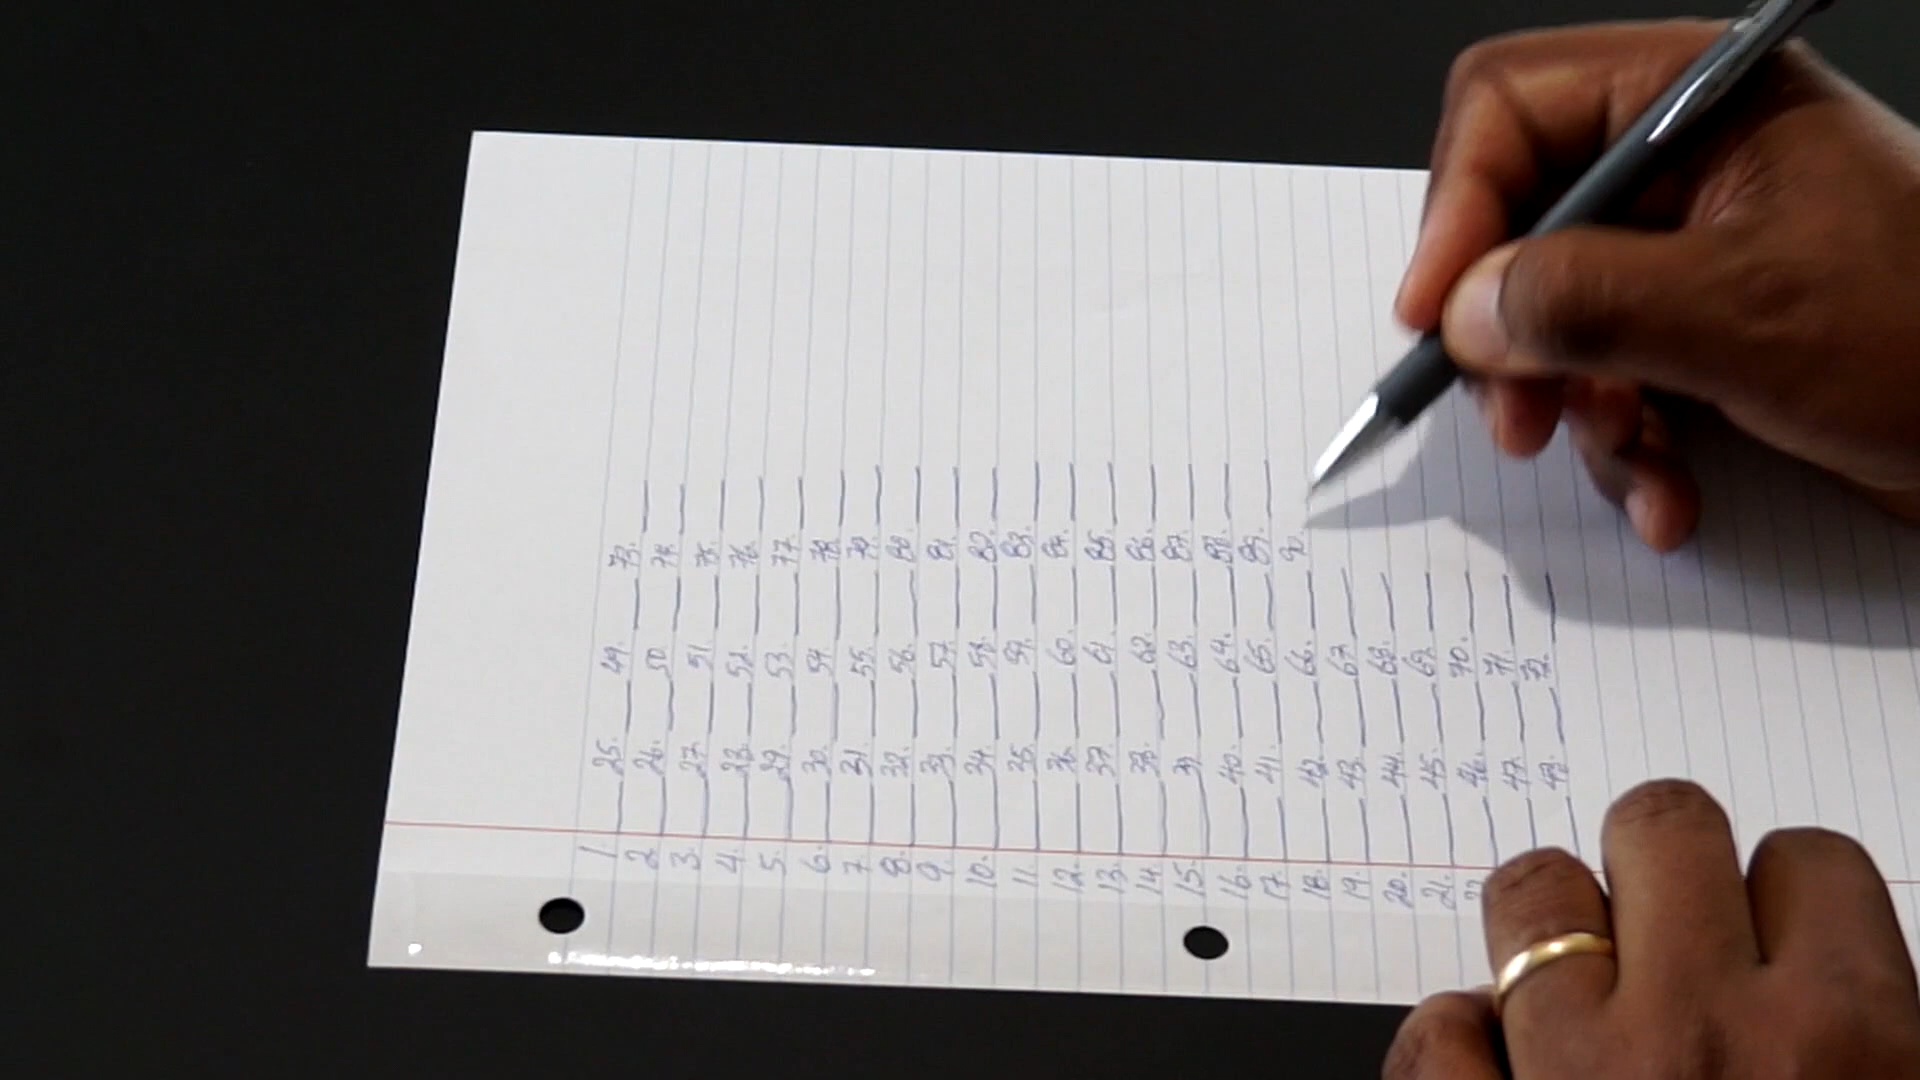 1. 25. 49. 73.
2. 26. 50. 74.
3. 27. 51. 75.
4. 28. 52. 76.
5. 29. 53. 77.
6. 30. 54. 78.
7. 31. 55. 79.
8. 32. 56. 80.
9. 33. 57. 81.
10. 34. 58. 82.
11. 35. 59. 83.
12. 36. 60. 84.
13. 37. 61. 85.
14. 38. 62. 86.
15. 39. 63. 87.
16. 40. 64. 88.
17. 41. 65. 89.
18. 42. 66. 90.
19. 43. 67.
20. 44. 68.
21. 45. 69.
22 46. 70.
47. 71.
48. 72.